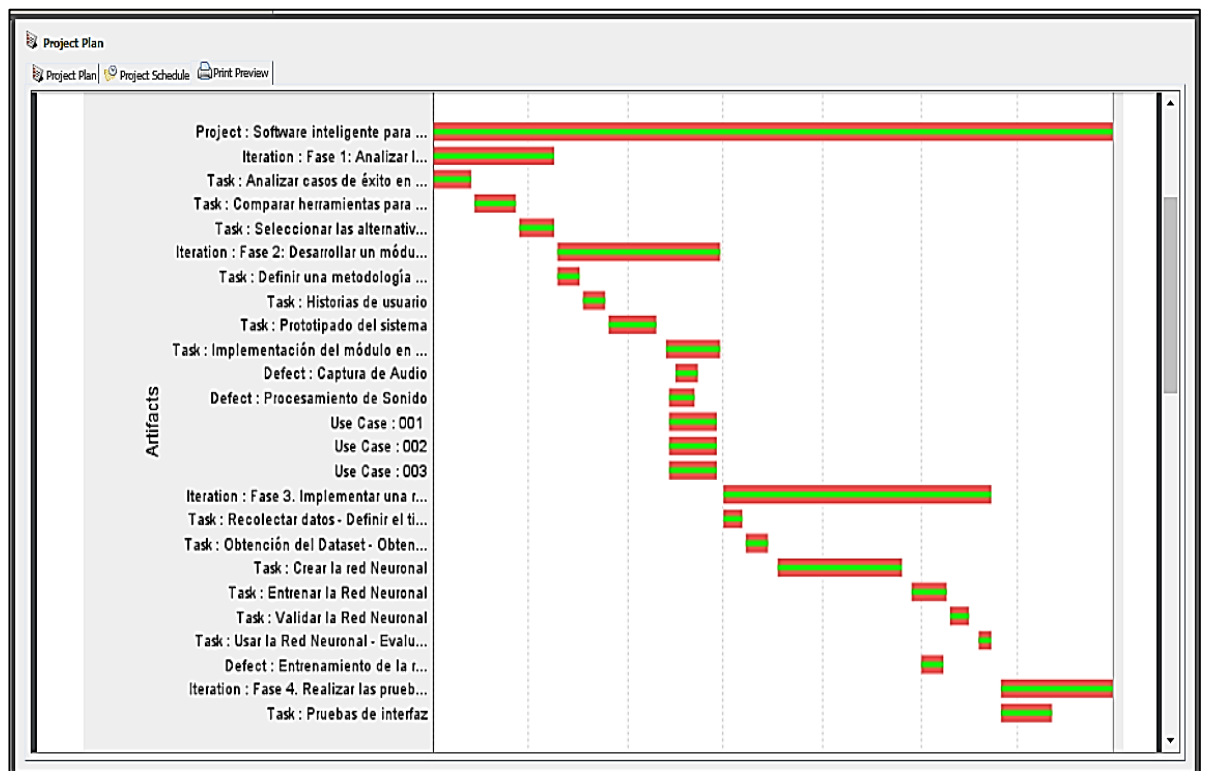 Project Plan
Project Plan Project Schedule Print Preview
Project : Software inteligente para ...
Iteration : Fase 1: Analizar l...
Task : Analizar casos de éxito en ...
Task : Comparar herramientas para ...
Task : Seleccionar las alternativ...
Iteration : Fase 2: Desarrollar un módu...
Task : Definir una metodología ...
Task : Historias de usuario
Task : Prototipado del sistema
Task : Implementación del módulo en ...
Defect : Captura de Audio
Defect : Procesamiento de Sonido
Use Case : 001
Use Case : 002
Use Case : 003
Iteration : Fase 3. Implementar una r...
Task : Recolectar datos - Definir el ti...
Task : Obtención del Dataset - Obten...
Task : Crear la red Neuronal
Task : Entrenar la Red Neuronal
Task : Validar la Red Neuronal
Task : Usar la Red Neuronal - Evalu...
Defect : Entrenamiento de la r...
Iteration : Fase 4. Realizar las prueb...
Task : Pruebas de interfaz
Artifacts